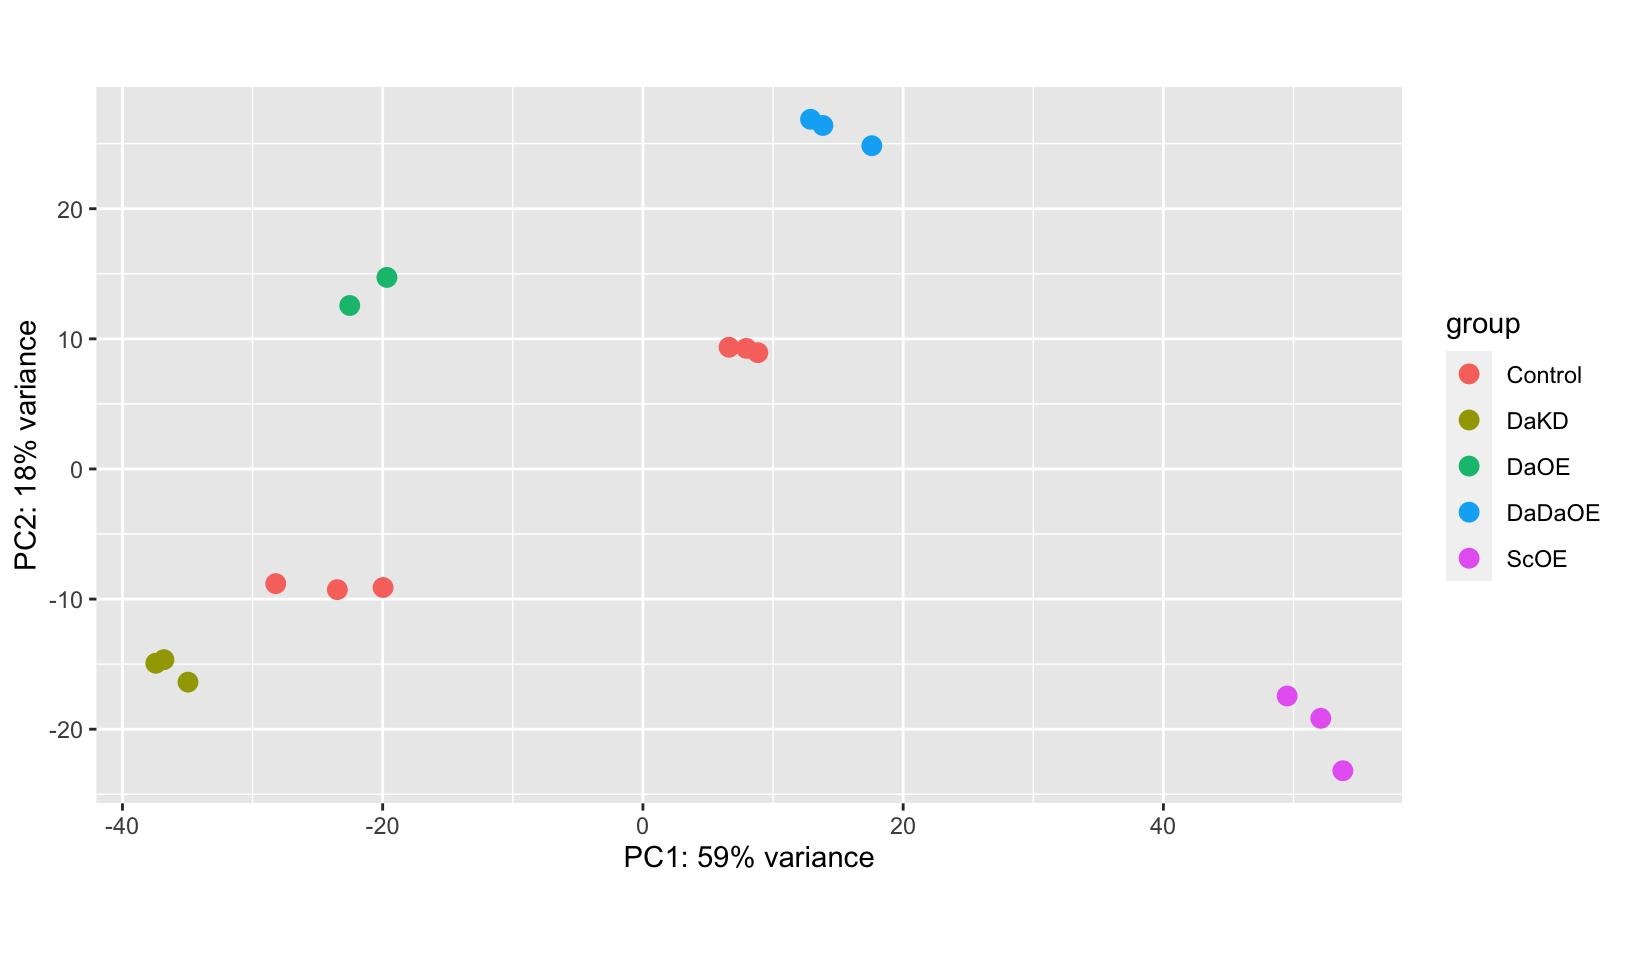 20
10
0
-10
-20
PC2: 18% variance
-40
-20
0
20
40
PC1: 59% variance
group
Control
DaKD
DaOE
DaDaOE
ScOE